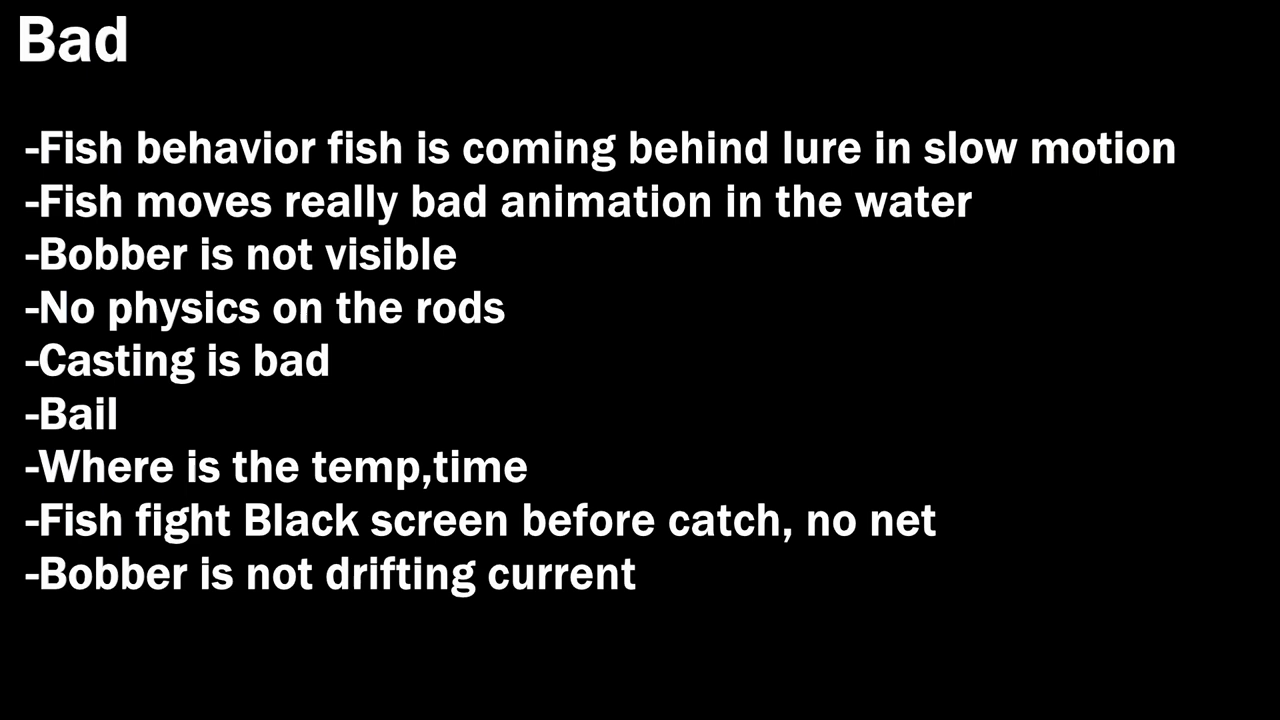 Bad
-Fish behavior fish is coming behind lure in slow motion
-Fish moves really bad animation in the water
-Bobber is not visible
-No physics on the rods
-Casting is bad
-Bail
-Where is the temp,time
-Fish fight Black screen before catch, no net
-Bobber is not drifting current